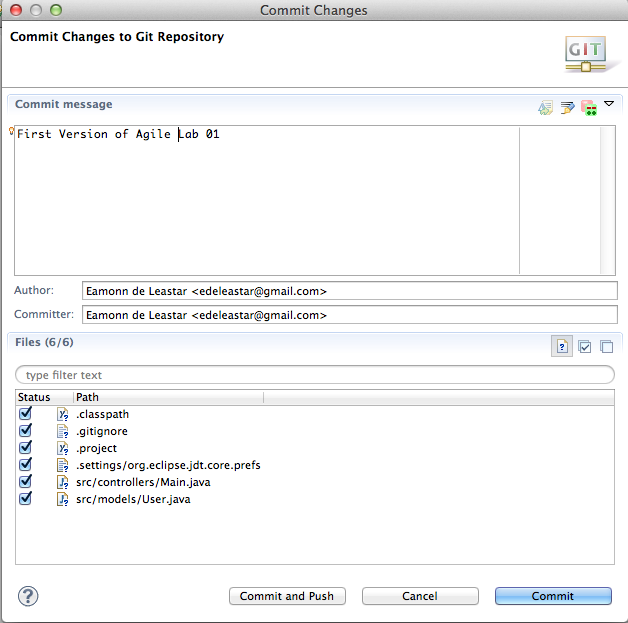 Commit Changes
Commit Changes to Git Repository
GIT
Commit message
First Version of Agile Lab 01
Author: Eamonn de Leastar <edeleastar@gmail.com>
Committer: Eamonn de Leastar <edeleastar@gmail.com>
Files (6/6)
type filter text
Status Path
.classpath
.gitignore
.project
.settings/org.eclipse.jdt.core.prefs
src/controllers/Main.java
src/models/User.java
? Commit and Push Cancel Commit